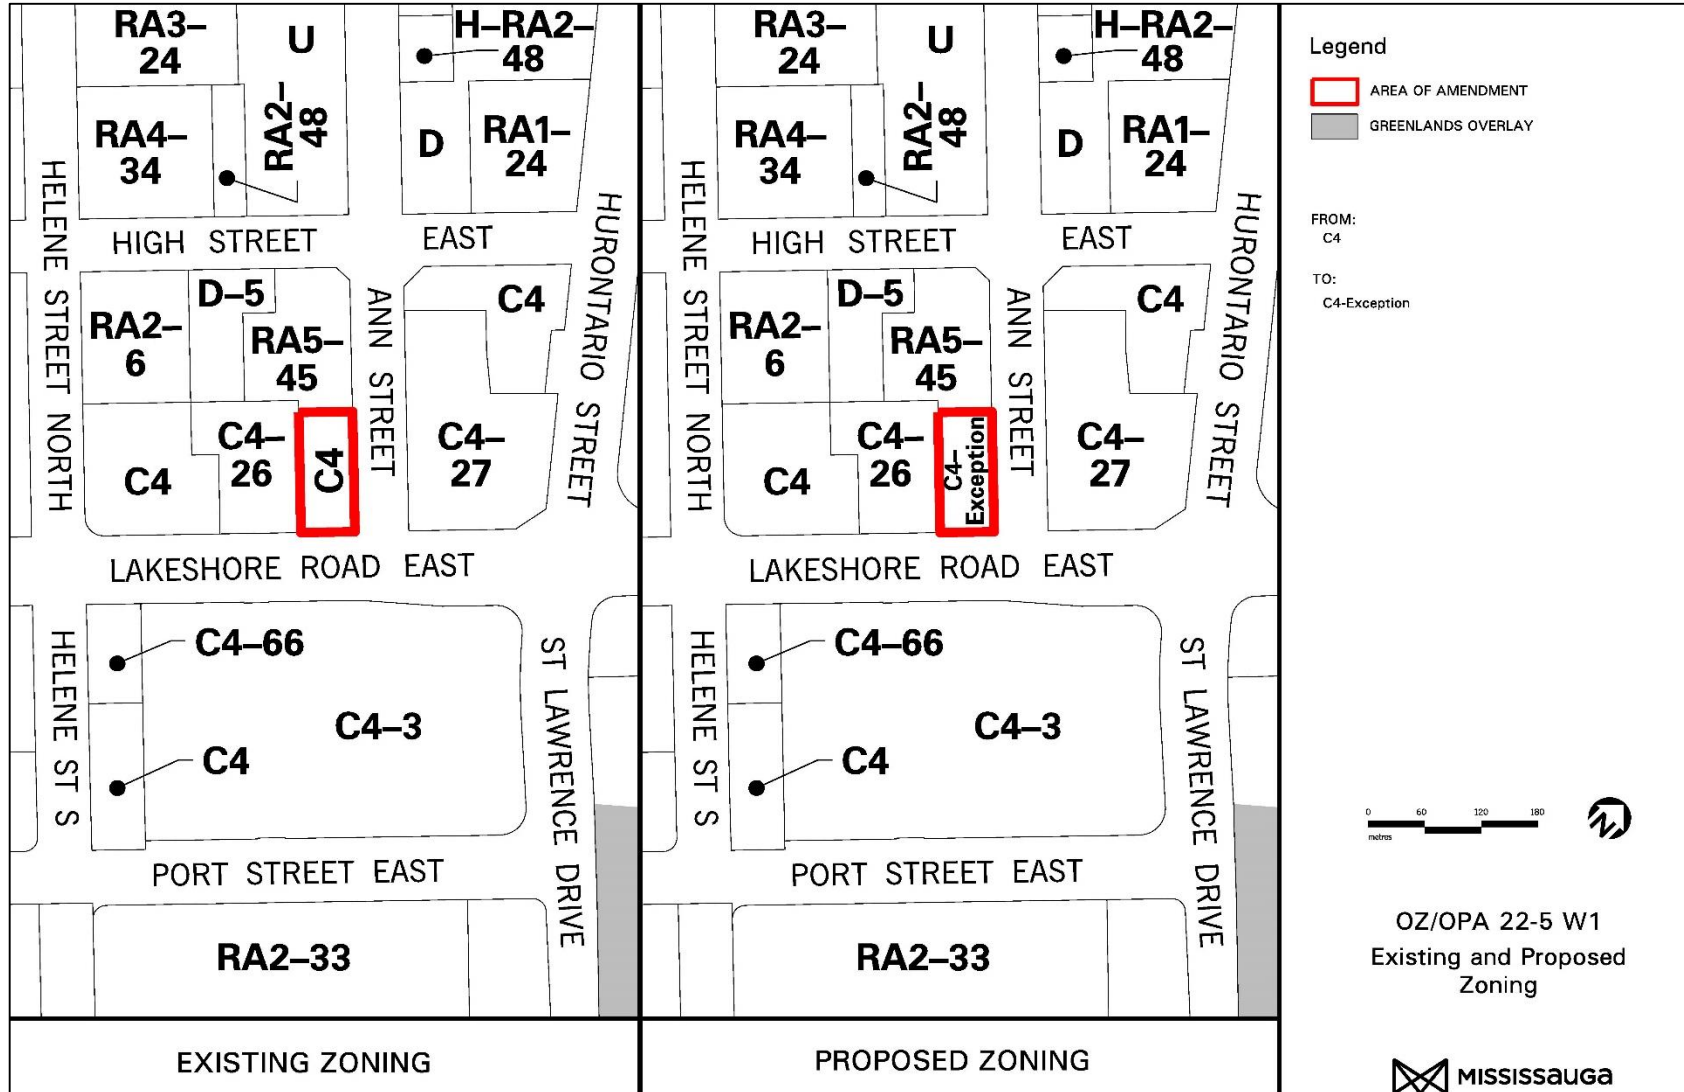 RA3–
24
U
H–RA2–
48
RA4–
34
RA2–
48
D
RA1–
24
HELENE STREET NORTH
HIGH STREET EAST
HURONTARIO STREET
D–5
C4
RA2–
6
RA5–
45
ANN STREET
C4
C4–
26
C4
C4–
27
LAKESHORE ROAD EAST
HELENE ST S
C4–66
C4–3
C4
ST LAWRENCE DRIVE
PORT STREET EAST
RA2–33
EXISTING ZONING
RA3–
24
U
H–RA2–
48
RA4–
34
RA2–
48
D
RA1–
24
HELENE STREET NORTH
HIGH STREET EAST
HURONTARIO STREET
D–5
C4
RA2–
6
RA5–
45
ANN STREET
C4
C4–
26
C4–
Exception
C4–
27
LAKESHORE ROAD EAST
HELENE ST S
C4–66
C4–3
C4
ST LAWRENCE DRIVE
PORT STREET EAST
RA2–33
PROPOSED ZONING
Legend
AREA OF AMENDMENT
GREENLANDS OVERLAY
FROM:
C4
TO:
C4-Exception
0 60 120 180
metres
N
OZ/OPA 22-5 W1
Existing and Proposed
Zoning
MISSISSAUGA